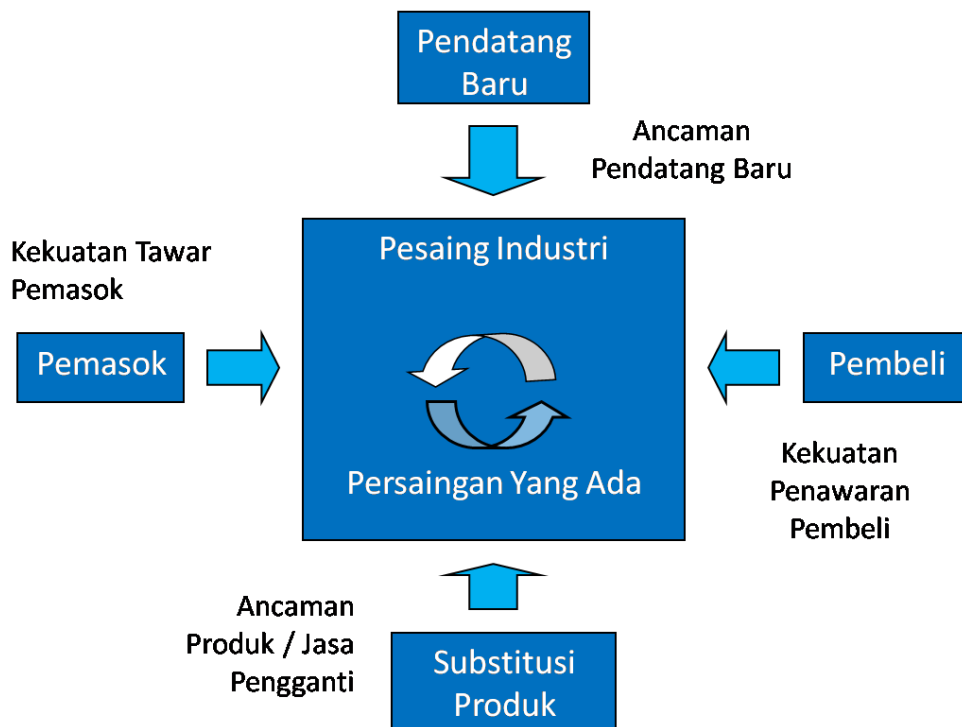 Pendatang
Baru
Ancaman
Pendatang Baru
Kekuatan Tawar
Pemasok
Pesaing Industri
Pemasok
Pembeli
Persaingan Yang Ada
Kekuatan
Penawaran
Pembeli
Ancaman
Produk / Jasa
Pengganti
Substitusi
Produk